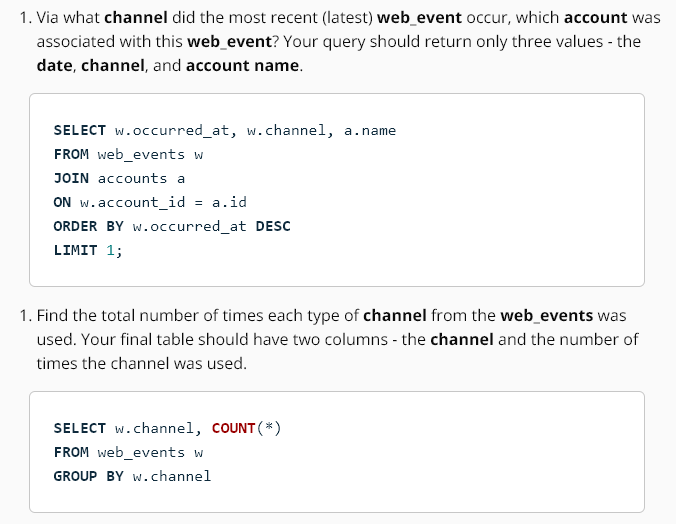 1. Via what channel did the most recent (latest) web_event occur, which account was
associated with this web_event? Your query should return only three values - the
date, channel, and account name.
SELECT w.occurred_at, w.channel, a.name
FROM web_events w
JOIN accounts a
ON w.account_id = a.id
ORDER BY w.occurred_at DESC
LIMIT 1;
1. Find the total number of times each type of channel from the web_events was
used. Your final table should have two columns - the channel and the number of
times the channel was used.
SELECT w.channel, COUNT(*)
FROM web_events w
GROUP BY w.channel